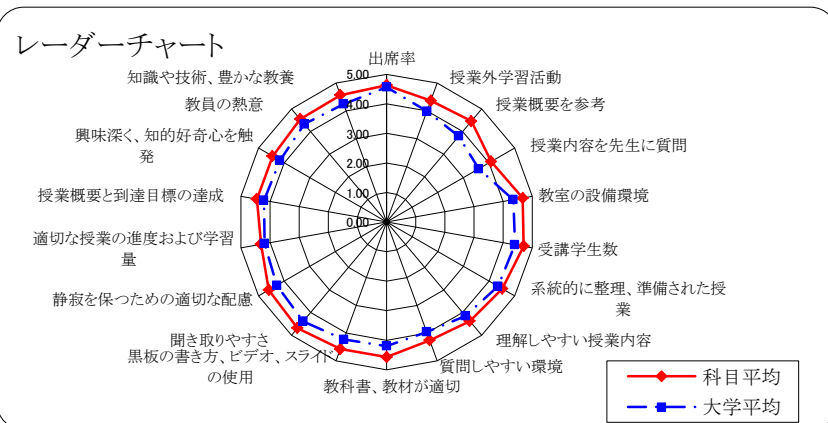 レーダーチャート
出席率
授業外学習活動
授業概要を参考
授業内容を先生に質問
教室の設備環境
受講学生数
系統的に整理、準備された授
業
理解しやすい授業内容
質問しやすい環境
教科書、教材が適切
黒板の書き方、ビデオ、スライド
の使用
聞き取りやすさ
静寂を保つための適切な配慮
適切な授業の進度および学習
量
授業概要と到達目標の達成
興味深く、知的好奇心を触
発
教員の熱意
知識や技術、豊かな教養
5.00
4.00
3.00
2.00
1.00
0.00
科目平均
大学平均